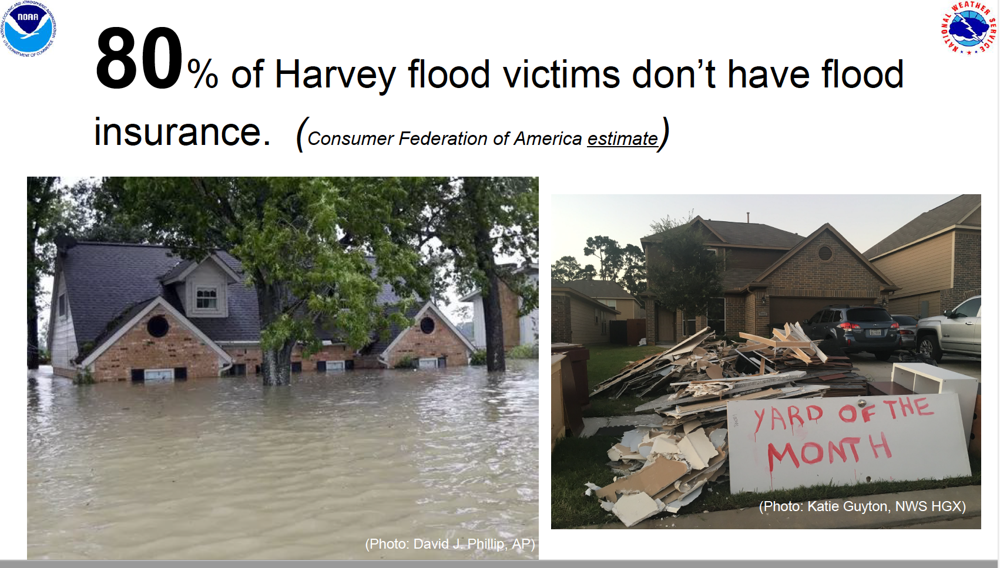 NOAA
NATIONAL OCEANIC AND ATMOSPHERIC ADMINISTRATION
U.S. DEPARTMENT OF COMMERCE
NATIONAL WEATHER SERVICE
80% of Harvey flood victims don’t have flood
insurance. (Consumer Federation of America estimate)
YARD OF THE
MONTH
(Photo: Katie Guyton, NWS HGX)
(Photo: David J. Phillip, AP)